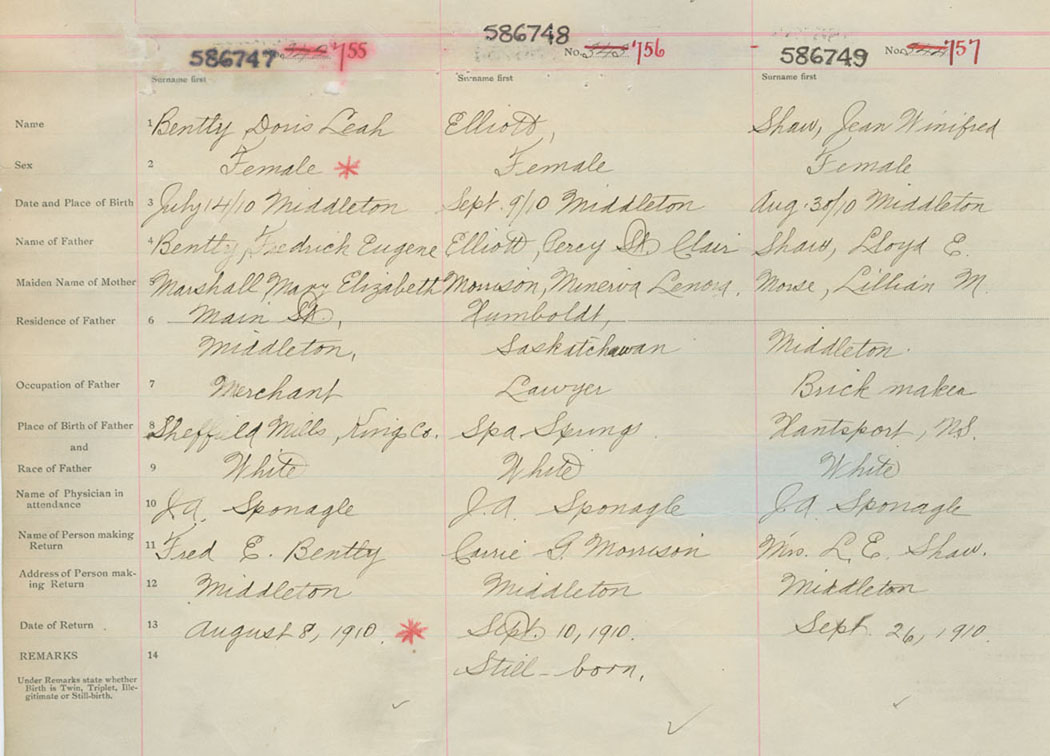 586747 755
586748
No. 545 756
586749 No. 757
Surname first Surname first Surname first
Name 1 Bently, Doris Leah Elliott, Shaw, Jean Winifred
Sex 2 Female * Female Female
Date and Place of Birth 3 July 14/10 Middleton Sept. 9/10 Middleton Aug. 30/10 Middleton
Name of Father 4 Bently, Fredrick Eugene Elliott, Percy St. Clair Shaw, Lloyd E.
Maiden Name of Mother 5 Marshall Mary Elizabeth Morrison, Minerva Lenora. Morse, Lillian M.
Residence of Father 6 Main St., Humboldt,
Middleton, Saskatchawan Middleton.
Occupation of Father 7 Merchant Lawyer Brick maker
Place of Birth of Father 8 Sheffield Mills, Kings Co. Spa Springs. Hantsport, NS.
and
Race of Father 9 White White White
Name of Physician in
attendance 10 J.A. Sponagle J.A. Sponagle J.A. Sponagle
Name of Person making
Return 11 Fred E. Bently Carrie G. Morrison Mrs. L. E. Shaw.
Address of Person mak-
ing Return 12 Middleton Middleton Middleton
Date of Return 13 August 8, 1910. * Sept. 10, 1910. Sept. 26, 1910.
REMARKS 14 Still-born.
Under Remarks state whether
Birth is Twin, Triplet, Ille-
gitimate or Still-birth.